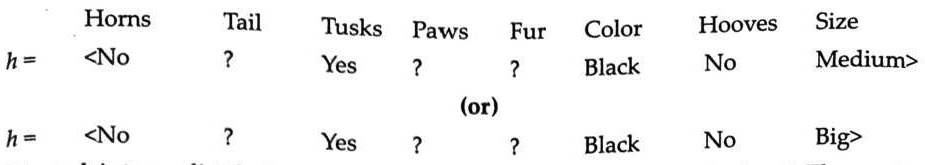 Horns Tail Tusks Paws Fur Color Hooves Size
h = <No ? Yes ? ? Black No Medium>
(or)
h = <No ? Yes ? ? Black No Big>